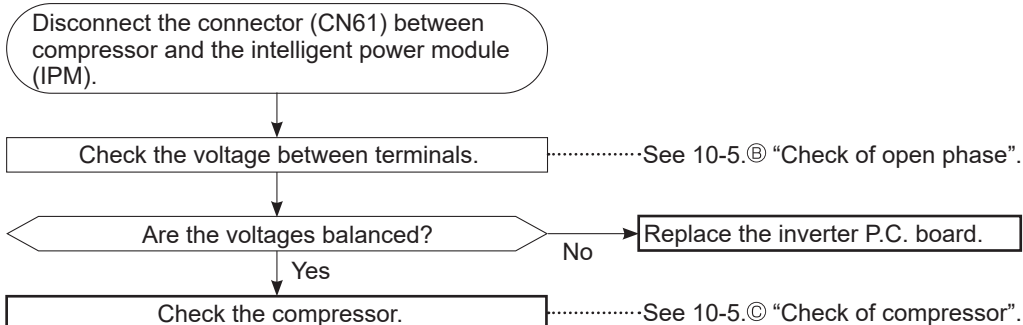 Disconnect the connector (CN61) between
compressor and the intelligent power module
(IPM).
Check the voltage between terminals.
See 10-5.Ⓑ “Check of open phase”.
Are the voltages balanced?
No
Replace the inverter P.C. board.
Yes
Check the compressor.
See 10-5.Ⓒ “Check of compressor”.